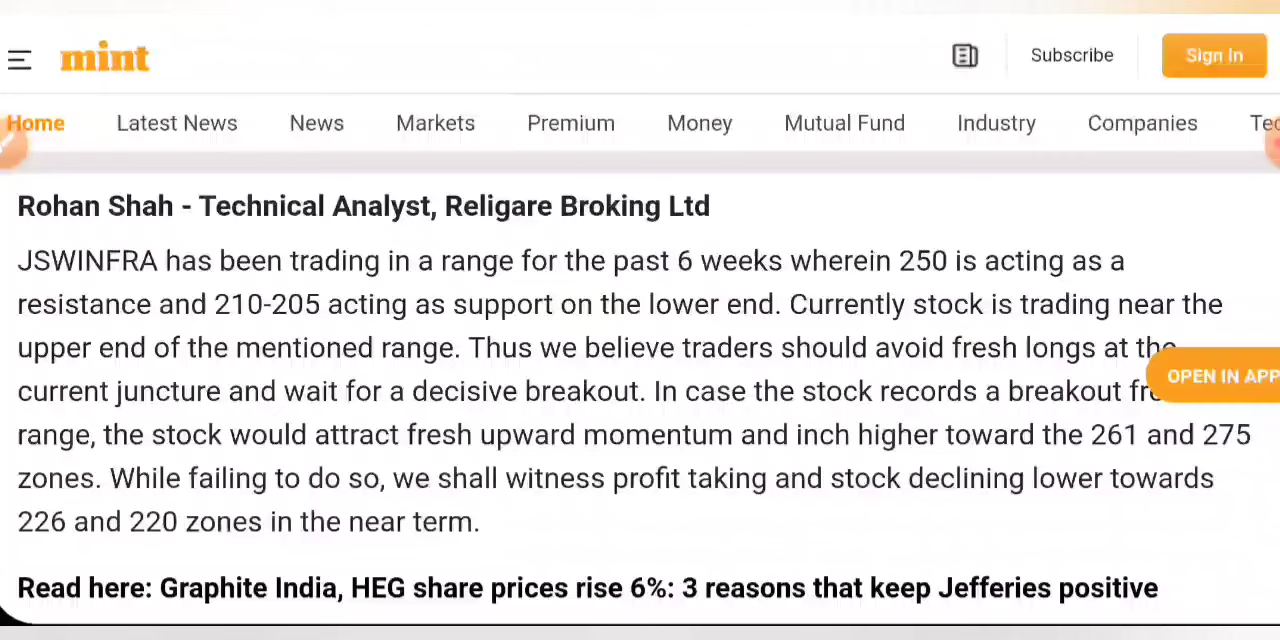 mint
Subscribe
Sign In
Home Latest News News Markets Premium Money Mutual Fund Industry Companies
Rohan Shah - Technical Analyst, Religare Broking Ltd
JSWINFRA has been trading in a range for the past 6 weeks wherein 250 is acting as a
resistance and 210-205 acting as support on the lower end. Currently stock is trading near the
upper end of the mentioned range. Thus we believe traders should avoid fresh longs at the
current juncture and wait for a decisive breakout. In case the stock records a breakout
OPEN IN APP
range, the stock would attract fresh upward momentum and inch higher toward the 261 and 275
zones. While failing to do so, we shall witness profit taking and stock declining lower towards
226 and 220 zones in the near term.
Read here: Graphite India, HEG share prices rise 6%: 3 reasons that keep Jefferies positive